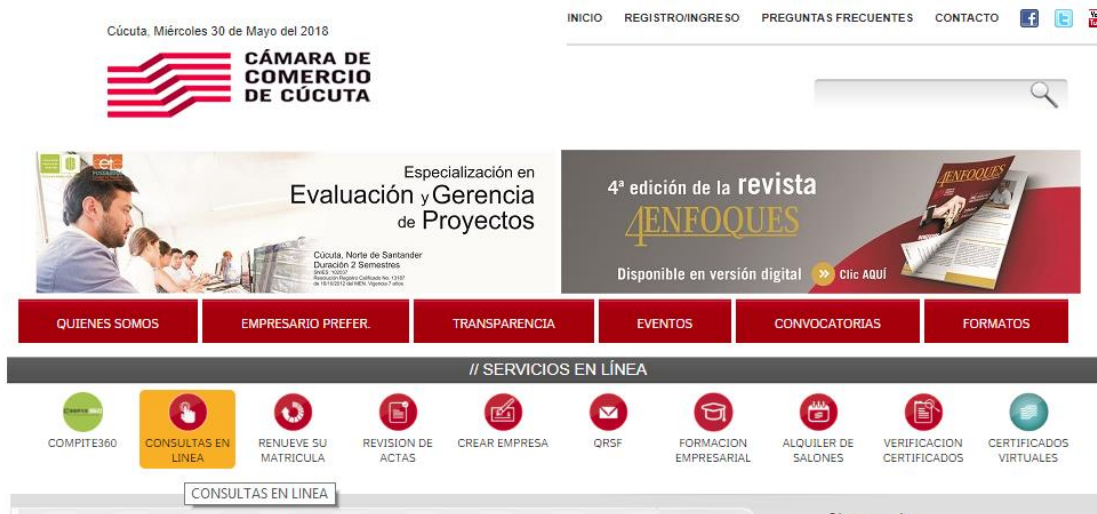 INICIO REGISTRO/INGRESO PREGUNTAS FRECUENTES CONTACTO
Cúcuta, Miércoles 30 de Mayo del 2018
CÁMARA DE
COMERCIO
DE CÚCUTA
Especialización en
Evaluación y Gerencia
de Proyectos
Cúcuta, Norte de Santander
Duración 2 Semestres
4ª edición de la revista
4ENFOQUES
Disponible en versión digital » Clic AQUÍ
4ENFOQUES
QUIENES SOMOS EMPRESARIO PREFER. TRANSPARENCIA EVENTOS CONVOCATORIAS FORMATOS
// SERVICIOS EN LÍNEA
COMPITE360
CONSULTAS EN
LINEA
RENUEVE SU
MATRICULA
REVISION DE
ACTAS
CREAR EMPRESA
QRSF
FORMACION
EMPRESARIAL
ALQUILER DE
SALONES
VERIFICACION
CERTIFICADOS
CERTIFICADOS
VIRTUALES
CONSULTAS EN LINEA